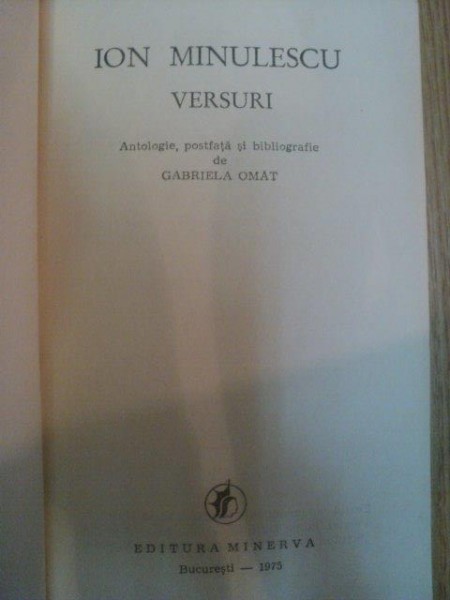 ION MINULESCU
VERSURI
Antologie, postfață și bibliografie
de
GABRIELA OMĂT
EDITURA MINERVA
București — 1975